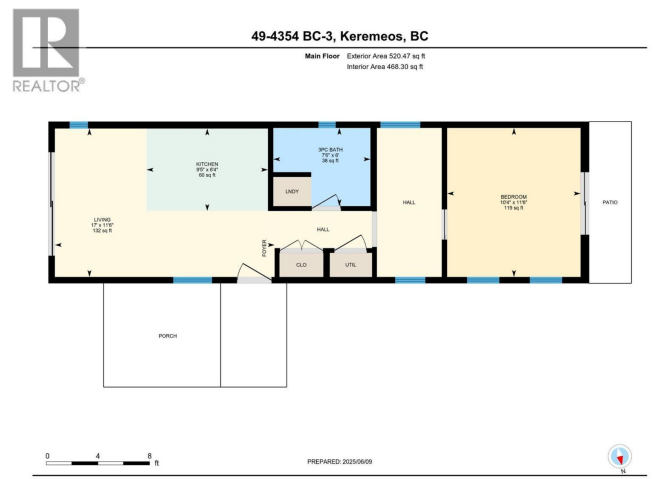 49-4354 BC-3, Keremeos, BC
Main Floor Exterior Area 520.47 sq ft
Interior Area 468.30 sq ft
REALTOR®
KITCHEN
9'5" x 6'4"
60 sq ft
3PC BATH
7'6" x 6'
38 sq ft
LNDY
HALL
BEDROOM
10'4" x 11'6"
119 sq ft
PATIO
LIVING
17' x 11'6"
132 sq ft
HALL
FOYER
CLO
UTIL
PORCH
0 4 8
ft
PREPARED: 2025/06/09
N